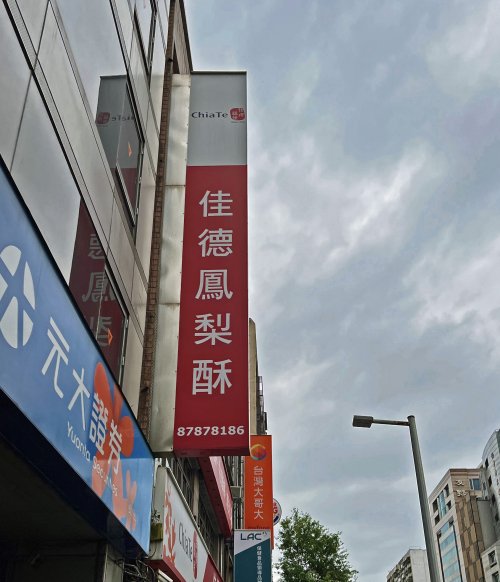 ChiaTe
佳德鳳梨酥
87878186
元大證券
Yuanta Securities
台灣大哥大
LAC
ChiaTe